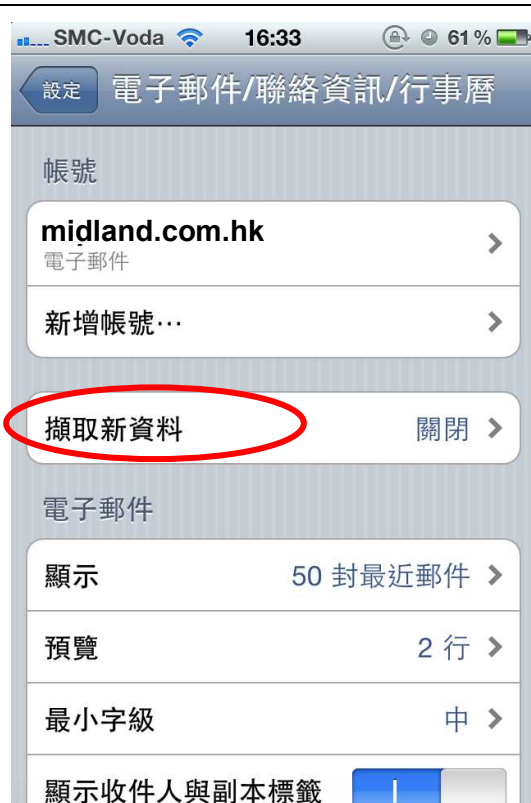 SMC-Voda 16:33 61%
設定 電子郵件/聯絡資訊/行事曆
帳號
midland.com.hk
電子郵件
新增帳號…
擷取新資料 關閉
電子郵件
顯示 50 封最近郵件
預覽 2 行
最小字級 中
顯示收件人與副本標籤